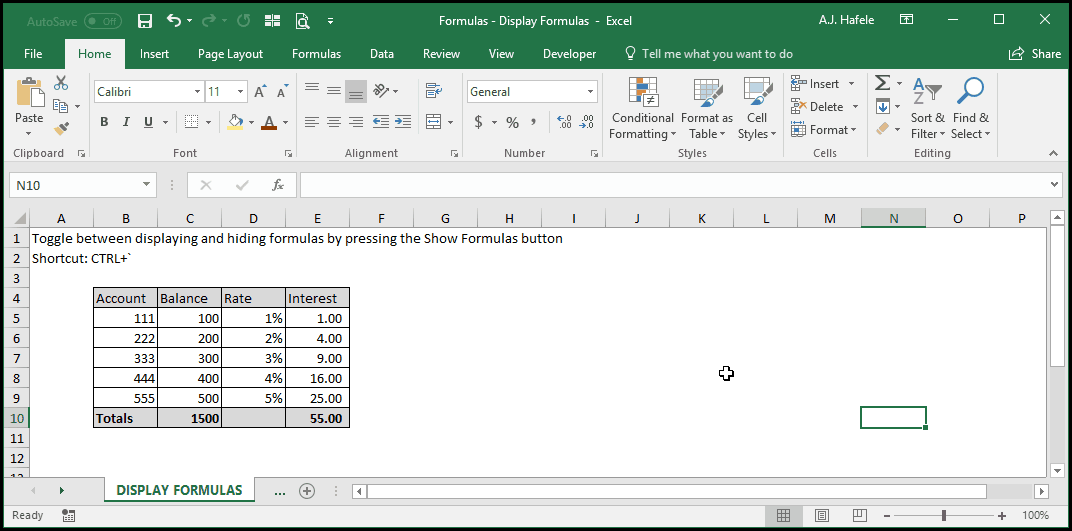 AutoSave Off Formulas - Display Formulas - Excel A.J. Hafele
File Home Insert Page Layout Formulas Data Review View Developer Tell me what you want to do Share
Calibri 11 A A General Insert
Paste B I U A $ % , Conditional Formatting Format as Table Cell Styles Delete Sort & Filter Find & Select
Format
Clipboard Font Alignment Number Styles Cells Editing
N10 fx
A B C D E F G H I J K L M N O P
1 Toggle between displaying and hiding formulas by pressing the Show Formulas button
2 Shortcut: CTRL+`
3
4 Account Balance Rate Interest
5 111 100 1% 1.00
6 222 200 2% 4.00
7 333 300 3% 9.00
8 444 400 4% 16.00
9 555 500 5% 25.00
10 Totals 1500 55.00
11
12
13
DISPLAY FORMULAS ...
Ready 100%